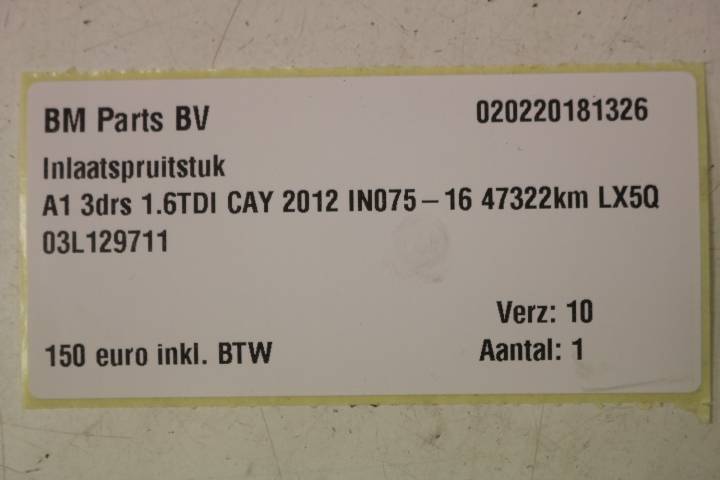 BM Parts BV 020220181326
Inlaatspruitstuk
A1 3drs 1.6TDI CAY 2012 IN075-16 47322km LX5Q
03L129711
Verz: 10
150 euro inkl. BTW Aantal: 1